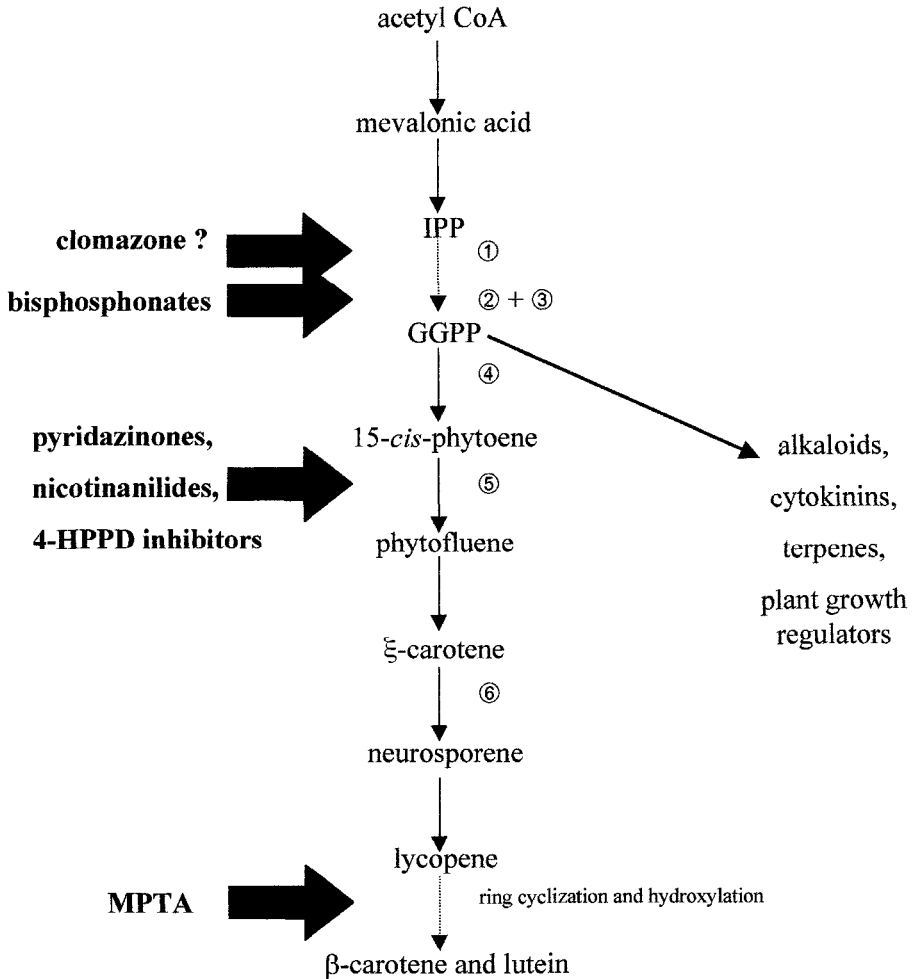 acetyl CoA
mevalonic acid
IPP
clomazone ?
①
bisphosphonates
② + ③
GGPP
④
pyridazinones,
nicotinanilides,
4-HPPD inhibitors
15-cis-phytoene
⑤
phytofluene
alkaloids,
cytokinins,
terpenes,
plant growth
regulators
ξ-carotene
⑥
neurosporene
lycopene
MPTA
ring cyclization and hydroxylation
β-carotene and lutein